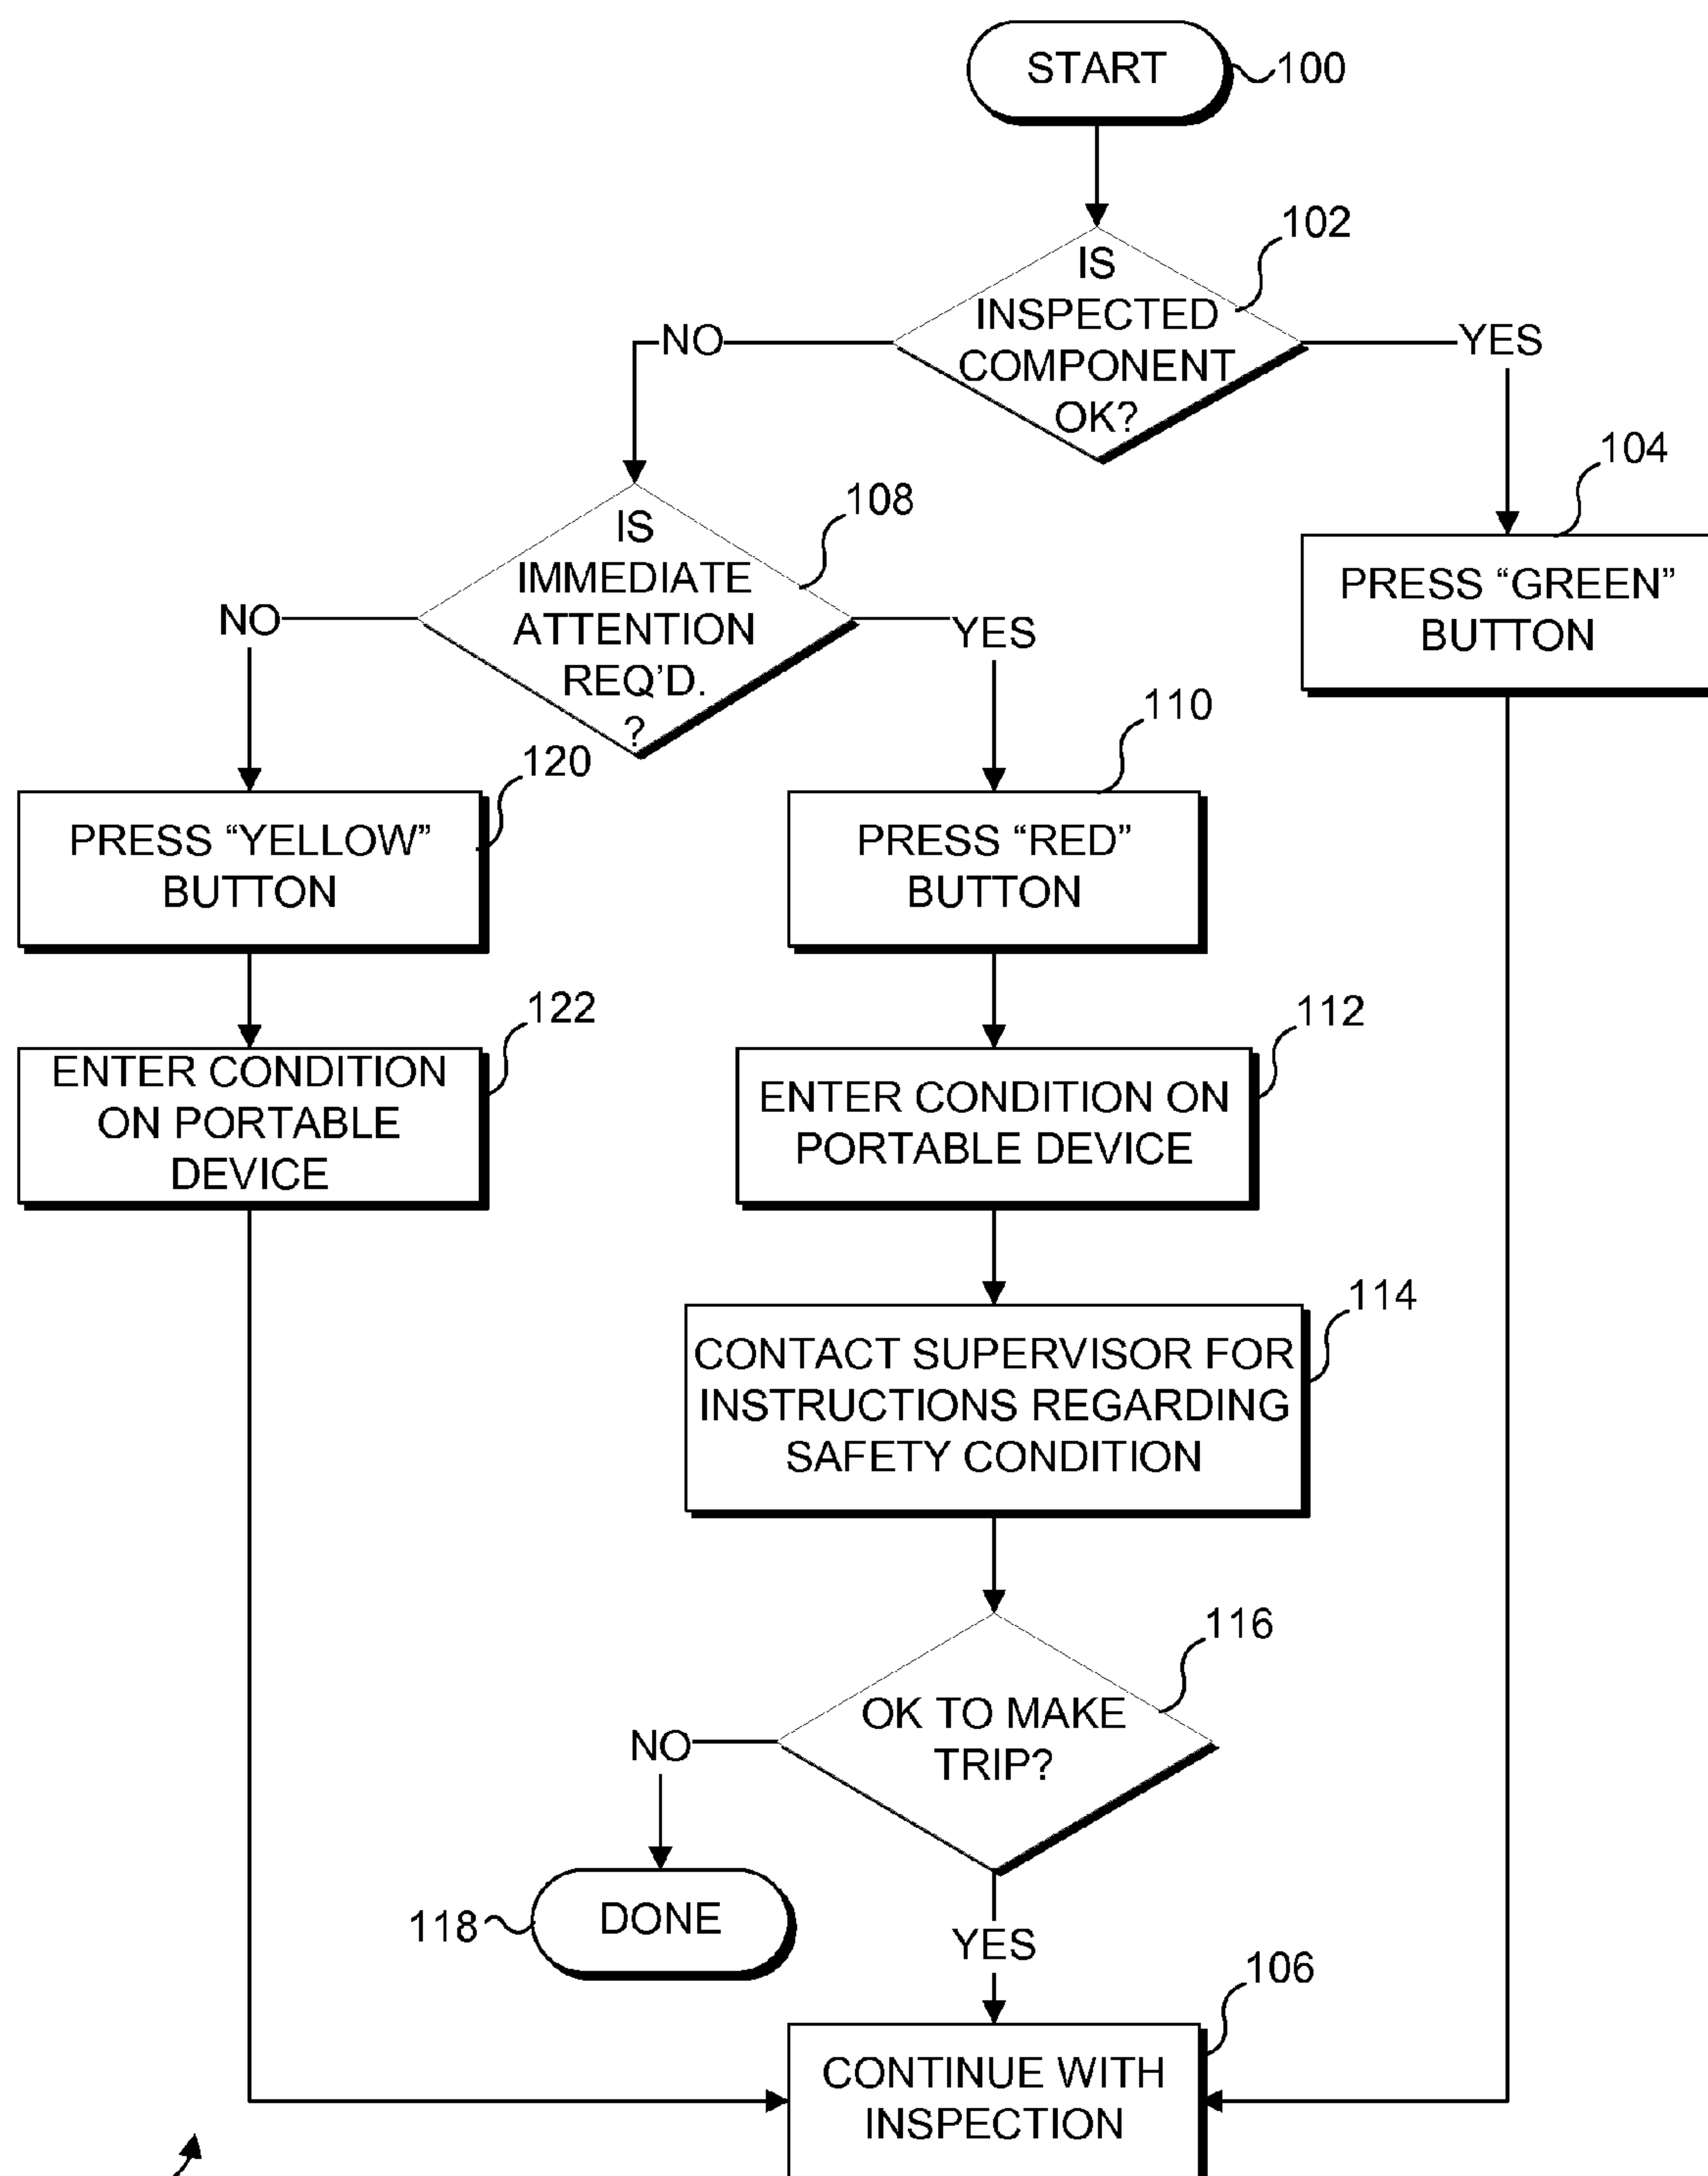 START
100
102
IS
INSPECTED
COMPONENT
OK?
NO
YES
104
108
IS
IMMEDIATE
ATTENTION
REQ’D.
?
PRESS “GREEN”
BUTTON
NO
YES
110
120
PRESS “YELLOW”
BUTTON
PRESS “RED”
BUTTON
122
112
ENTER CONDITION
ON PORTABLE
DEVICE
ENTER CONDITION ON
PORTABLE DEVICE
114
CONTACT SUPERVISOR FOR
INSTRUCTIONS REGARDING
SAFETY CONDITION
116
OK TO MAKE
TRIP?
NO
118
DONE
YES
106
CONTINUE WITH
INSPECTION